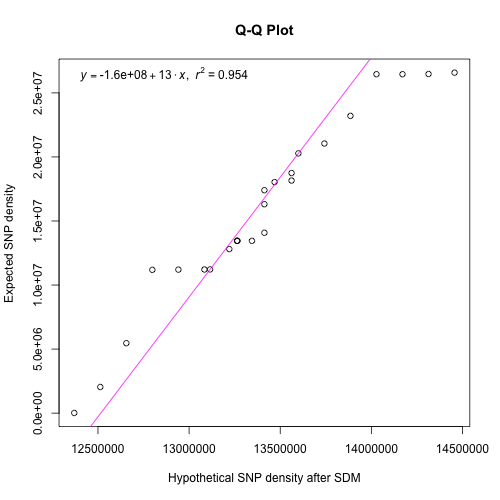 Q-Q Plot
y = -1.6e+08 + 13 · x, r² = 0.954
Expected SNP density
2.5e+07
2.0e+07
1.5e+07
1.0e+07
5.0e+06
0.0e+00
12500000 13000000 13500000 14000000 14500000
Hypothetical SNP density after SDM